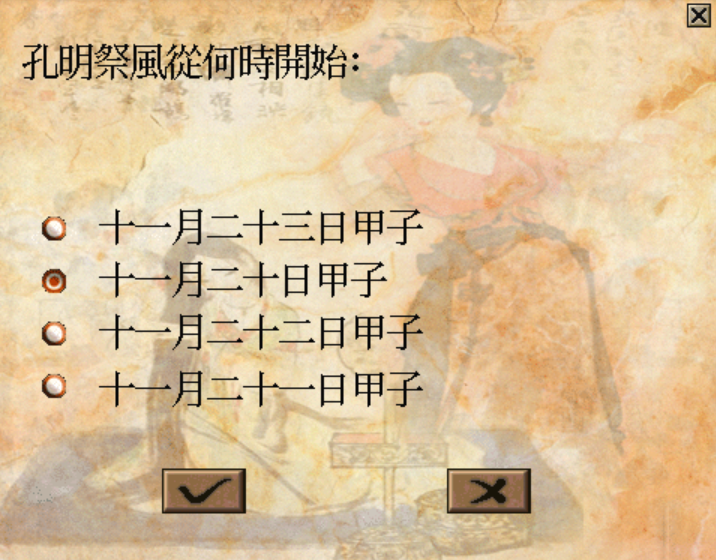 孔明祭風從何時開始:
十一月二十三日甲子
十一月二十日甲子
十一月二十二日甲子
十一月二十一日甲子